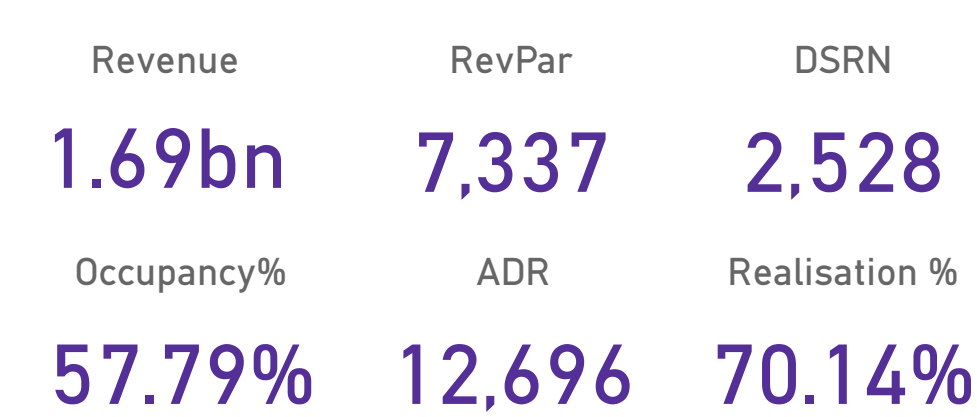 Revenue RevPar DSRN
1.69bn 7,337 2,528
Occupancy% ADR Realisation %
57.79% 12,696 70.14%